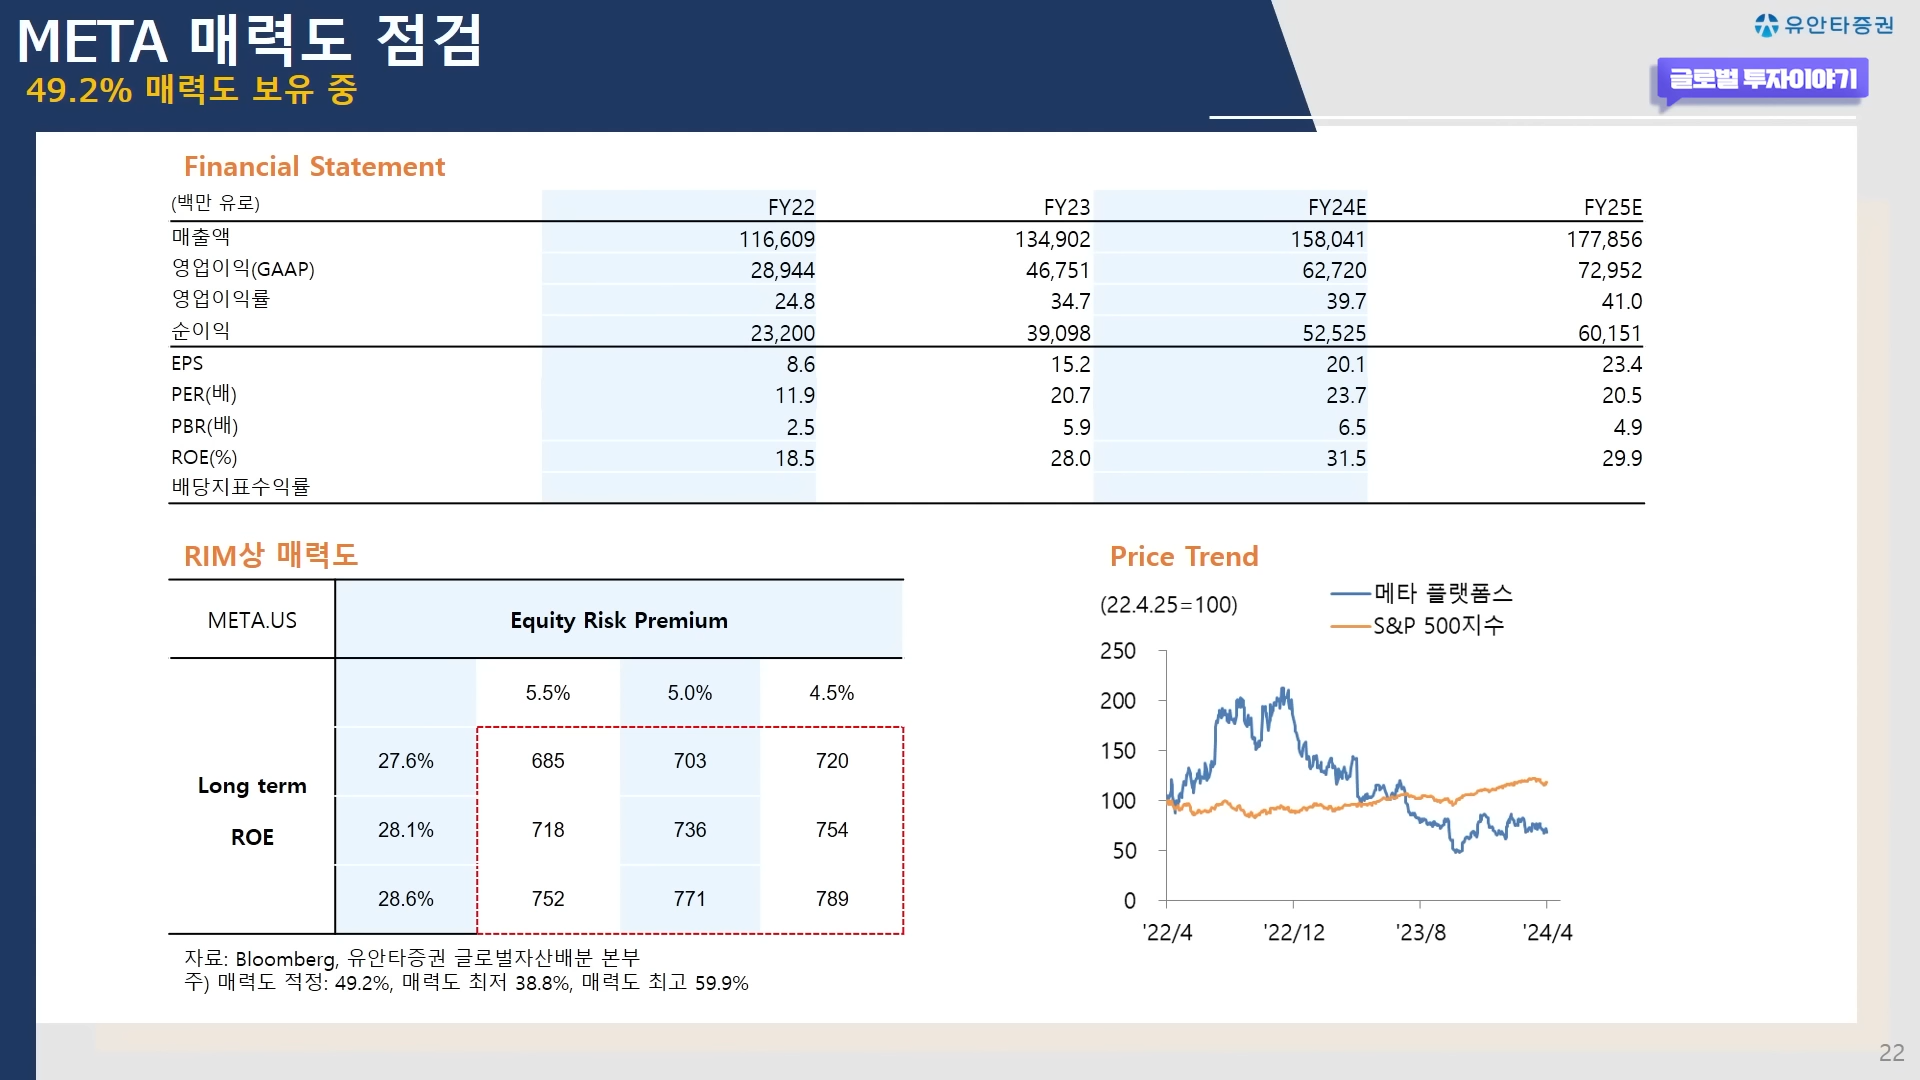 META 매력도 점검
49.2% 매력도 보유 중
유안타증권
글로벌 투자이야기
Financial Statement
(백만 유로) FY22 FY23 FY24E FY25E
매출액 116,609 134,902 158,041 177,856
영업이익(GAAP) 28,944 46,751 62,720 72,952
영업이익률 24.8 34.7 39.7 41.0
순이익 23,200 39,098 52,525 60,151
EPS 8.6 15.2 20.1 23.4
PER(배) 11.9 20.7 23.7 20.5
PBR(배) 2.5 5.9 6.5 4.9
ROE(%) 18.5 28.0 31.5 29.9
배당지표수익률
RIM상 매력도
META.US Equity Risk Premium
5.5% 5.0% 4.5%
Long term
ROE
27.6% 685 703 720
28.1% 718 736 754
28.6% 752 771 789
자료: Bloomberg, 유안타증권 글로벌자산배분 본부
주) 매력도 적정: 49.2%, 매력도 최저 38.8%, 매력도 최고 59.9%
Price Trend
(22.4.25=100)
메타 플랫폼스
S&P 500지수
250
200
150
100
50
0
'22/4 '22/12 '23/8 '24/4
22